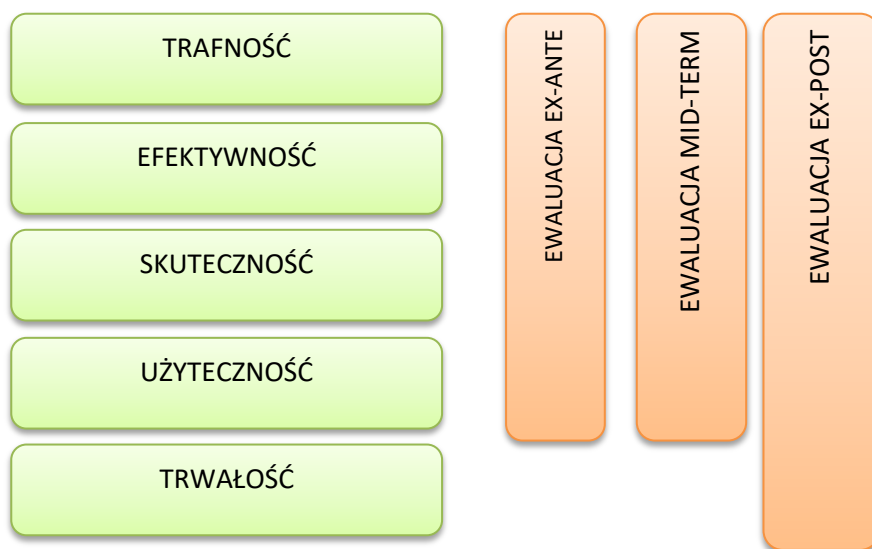 TRAFNOŚĆ
EFEKTYWNOŚĆ
SKUTECZNOŚĆ
UŻYTECZNOŚĆ
TRWAŁOŚĆ
EWALUACJA EX-ANTE
EWALUACJA MID-TERM
EWALUACJA EX-POST